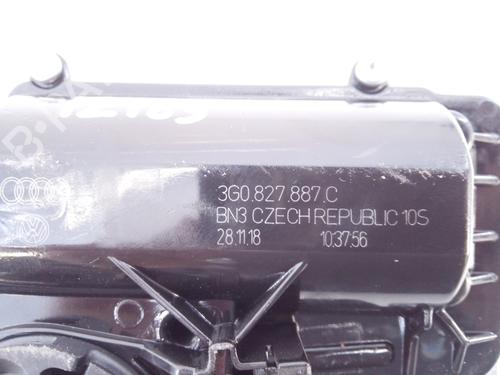 3G0.827.887.C
BN3 CZECH REPUBLIC 10S
28.11.18 10:37:56